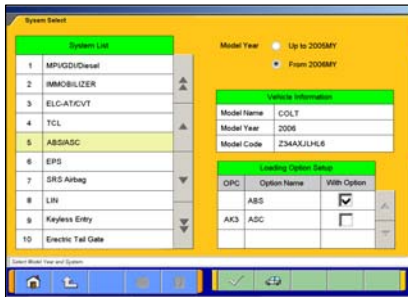 System Select
System List
1 MPI/GDI/Diesel
2 IMMOBILIZER
3 ELC-AT/CVT
4 TCL
5 ABS/ASC
6 EPS
7 SRS Airbag
8 LIN
9 Keyless Entry
10 Erectric Tail Gate
Model Year Up to 2005MY
From 2006MY
Vehicle Information
Model Name COLT
Model Year 2006
Model Code Z34AXJLHL6
Loading Option Setup
OPC Option Name With Option
ABS
AK3 ASC
Select Model Year and System